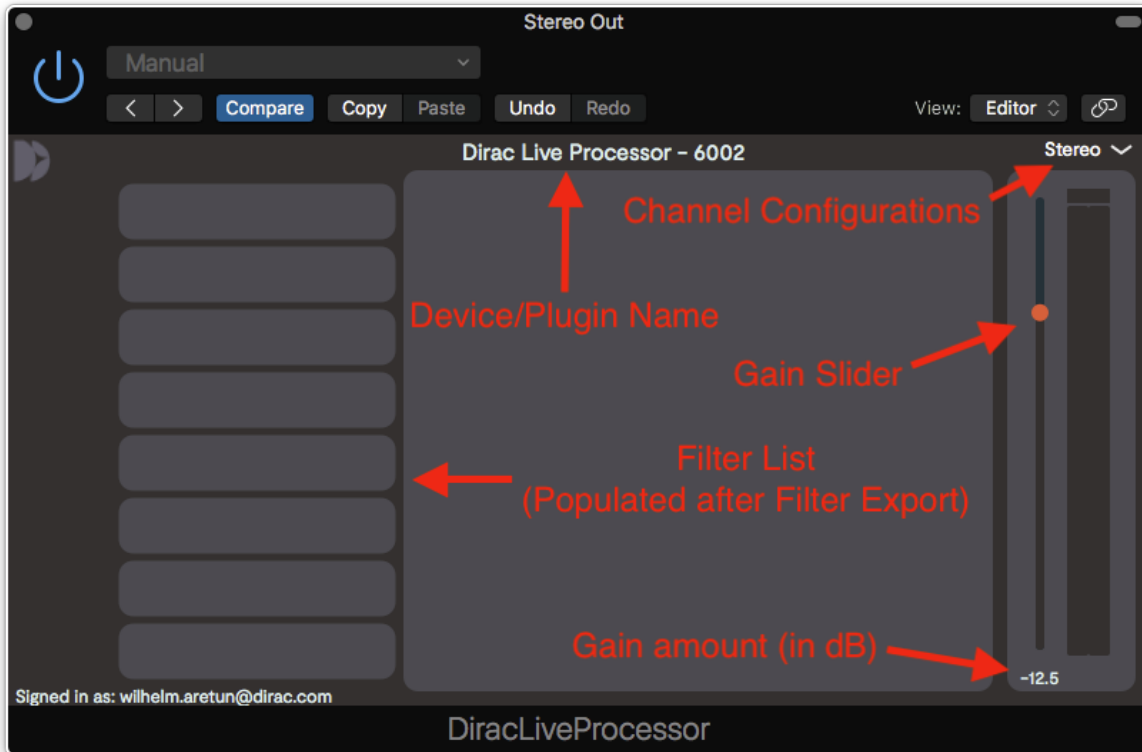 Stereo Out
Manual
Compare Copy Paste Undo Redo View: Editor
Dirac Live Processor - 6002 Stereo
Channel Configurations
Device/Plugin Name
Gain Slider
Filter List
(Populated after Filter Export)
Gain amount (in dB)
-12.5
Signed in as: wilhelm.aretun@dirac.com
DiracLiveProcessor